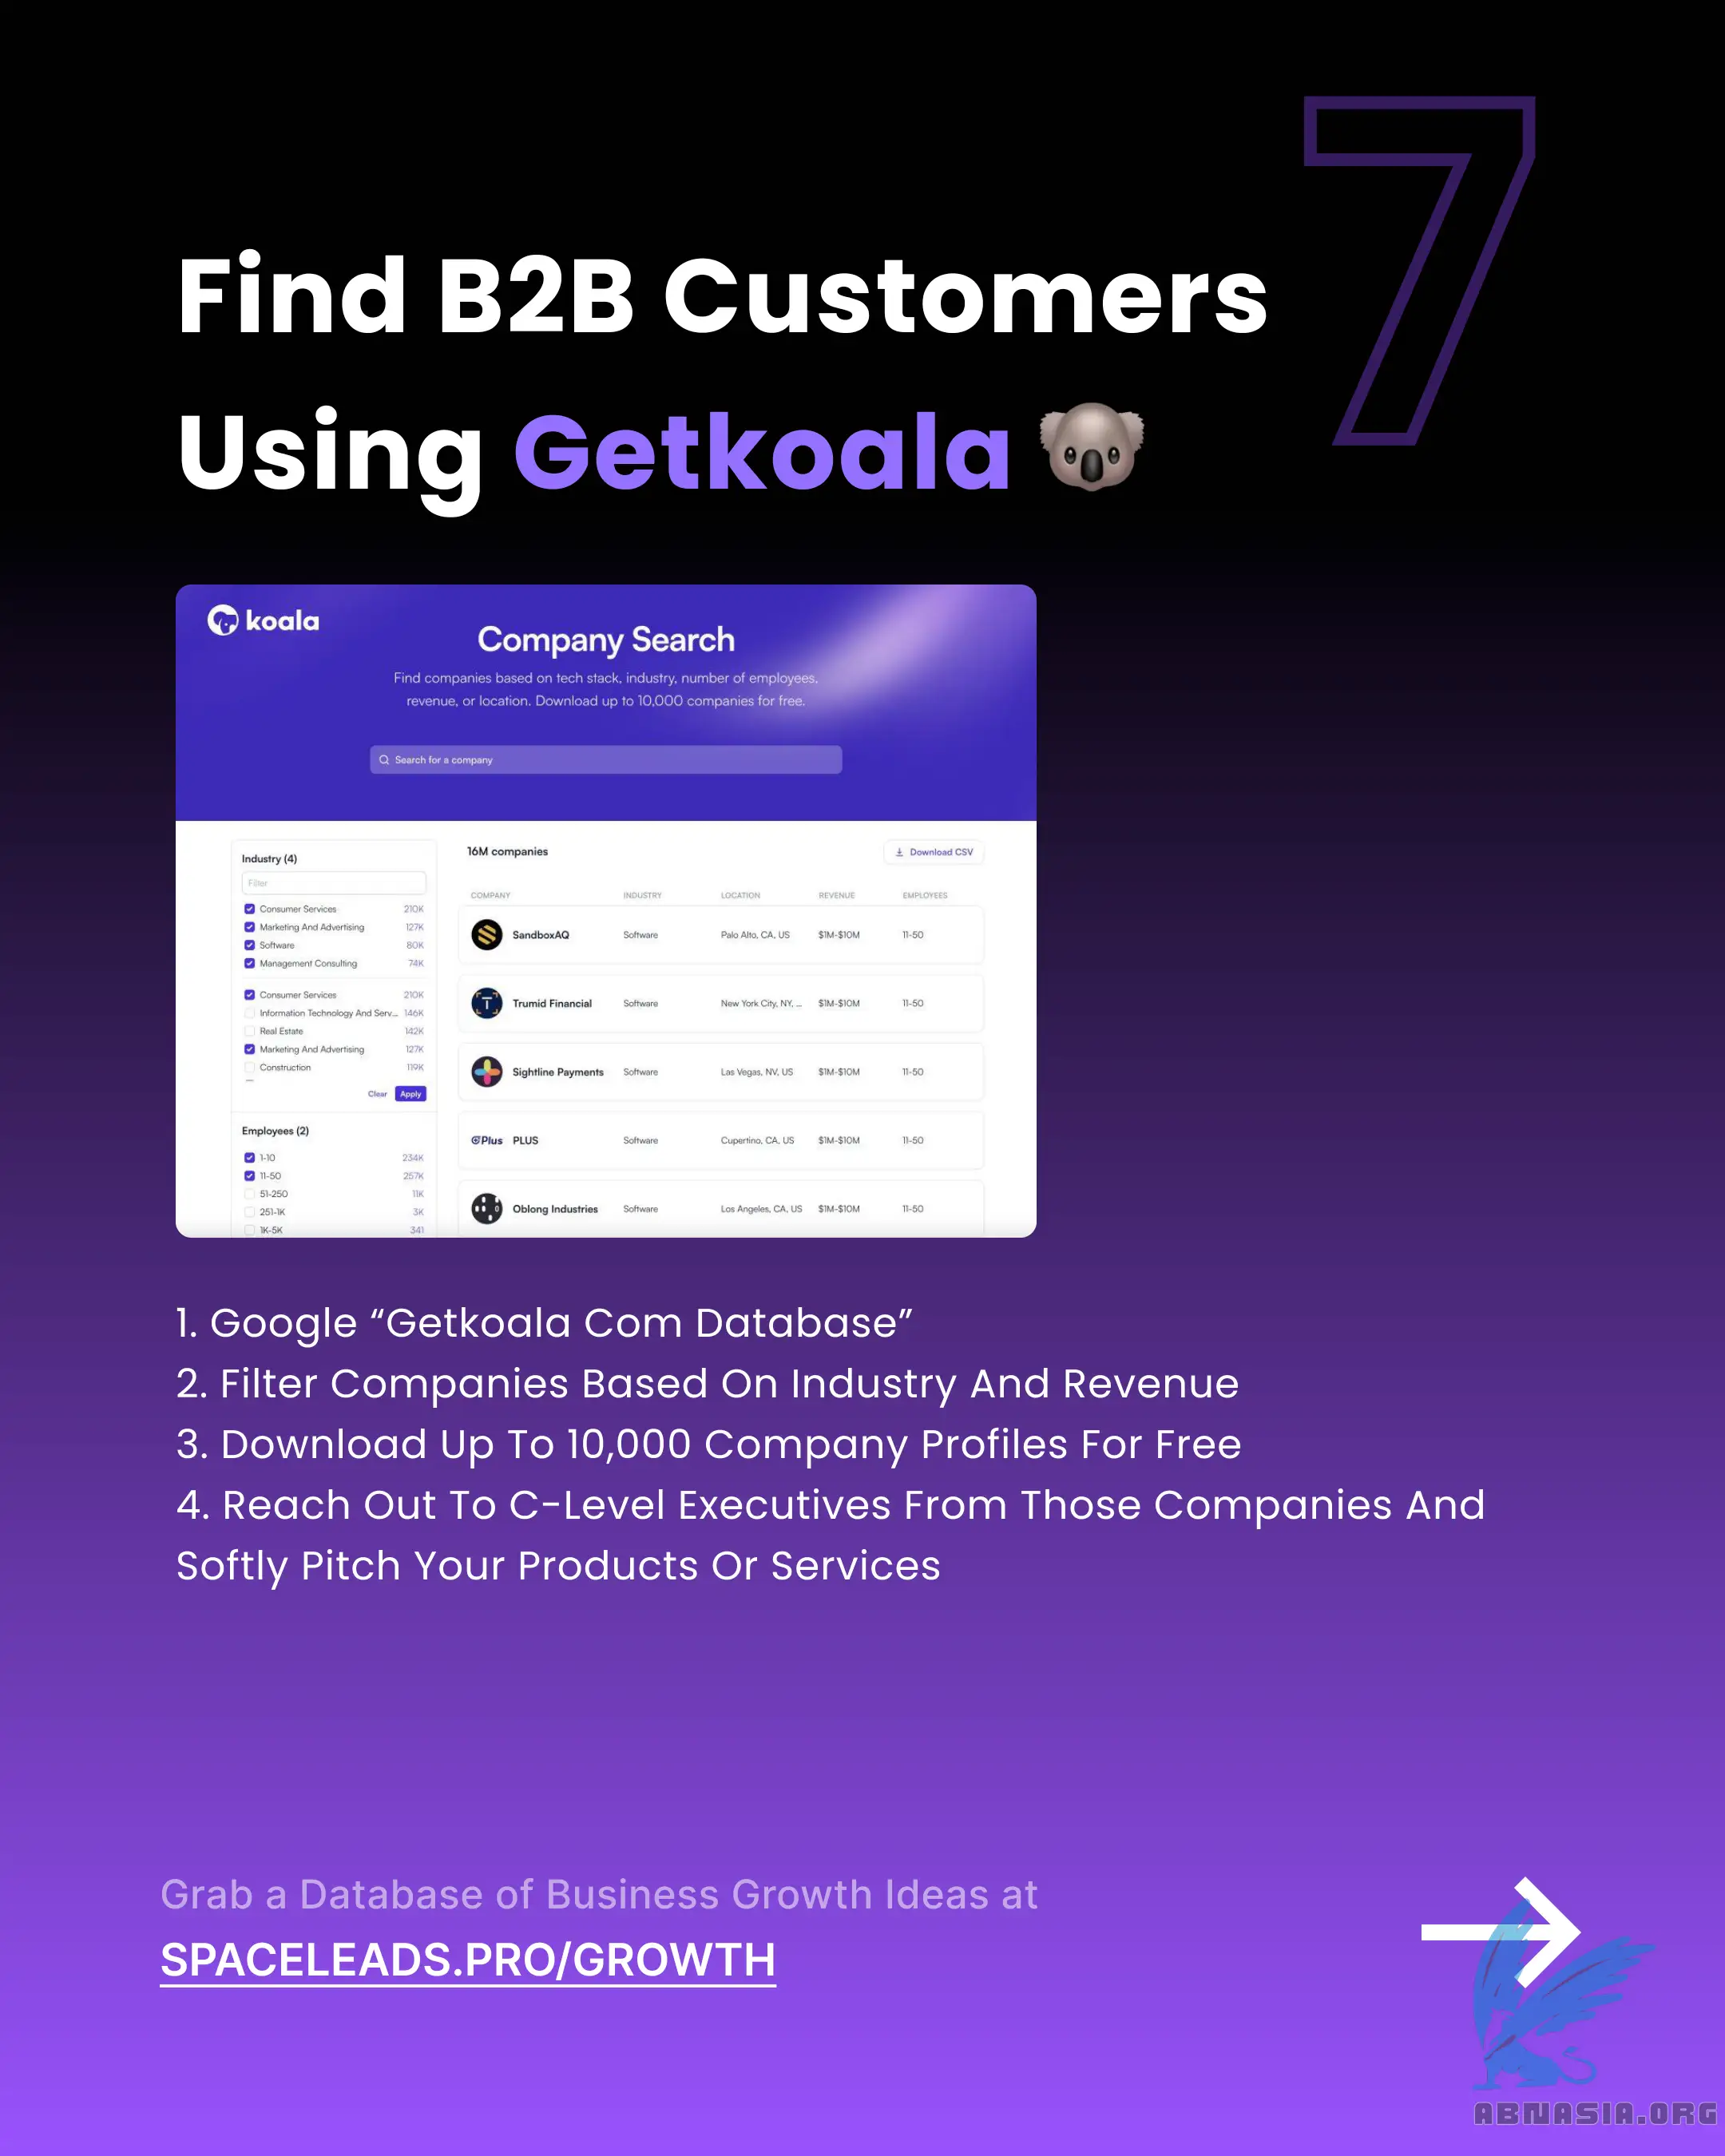 7
Find B2B Customers
Using Getkoala
koala
Company Search
Find companies based on tech stack, industry, number of employees,
revenue, or location. Download up to 10,000 companies for free.
Search for a company
Industry (4)
Filter
Consumer Services 210K
Marketing And Advertising 127K
Software 80K
Management Consulting 74K
Consumer Services 210K
Information Technology And Serv... 146K
Real Estate 142K
Marketing And Advertising 127K
Construction 119K
Clear Apply
Employees (2)
1-10 234K
11-50 257K
51-250 11K
251-1K 3K
1K-5K 341
16M companies Download CSV
COMPANY INDUSTRY LOCATION REVENUE EMPLOYEES
SandboxAQ Software Palo Alto, CA, US $1M-$10M 11-50
Trumid Financial Software New York City, NY, ... $1M-$10M 11-50
Sightline Payments Software Las Vegas, NV, US $1M-$10M 11-50
Plus PLUS Software Cupertino, CA, US $1M-$10M 11-50
Oblong Industries Software Los Angeles, CA, US $1M-$10M 11-50
1. Google “Getkoala Com Database”
2. Filter Companies Based On Industry And Revenue
3. Download Up To 10,000 Company Profiles For Free
4. Reach Out To C-Level Executives From Those Companies And
Softly Pitch Your Products Or Services
Grab a Database of Business Growth Ideas at
SPACELEADS.PRO/GROWTH
ABNASIA.ORG